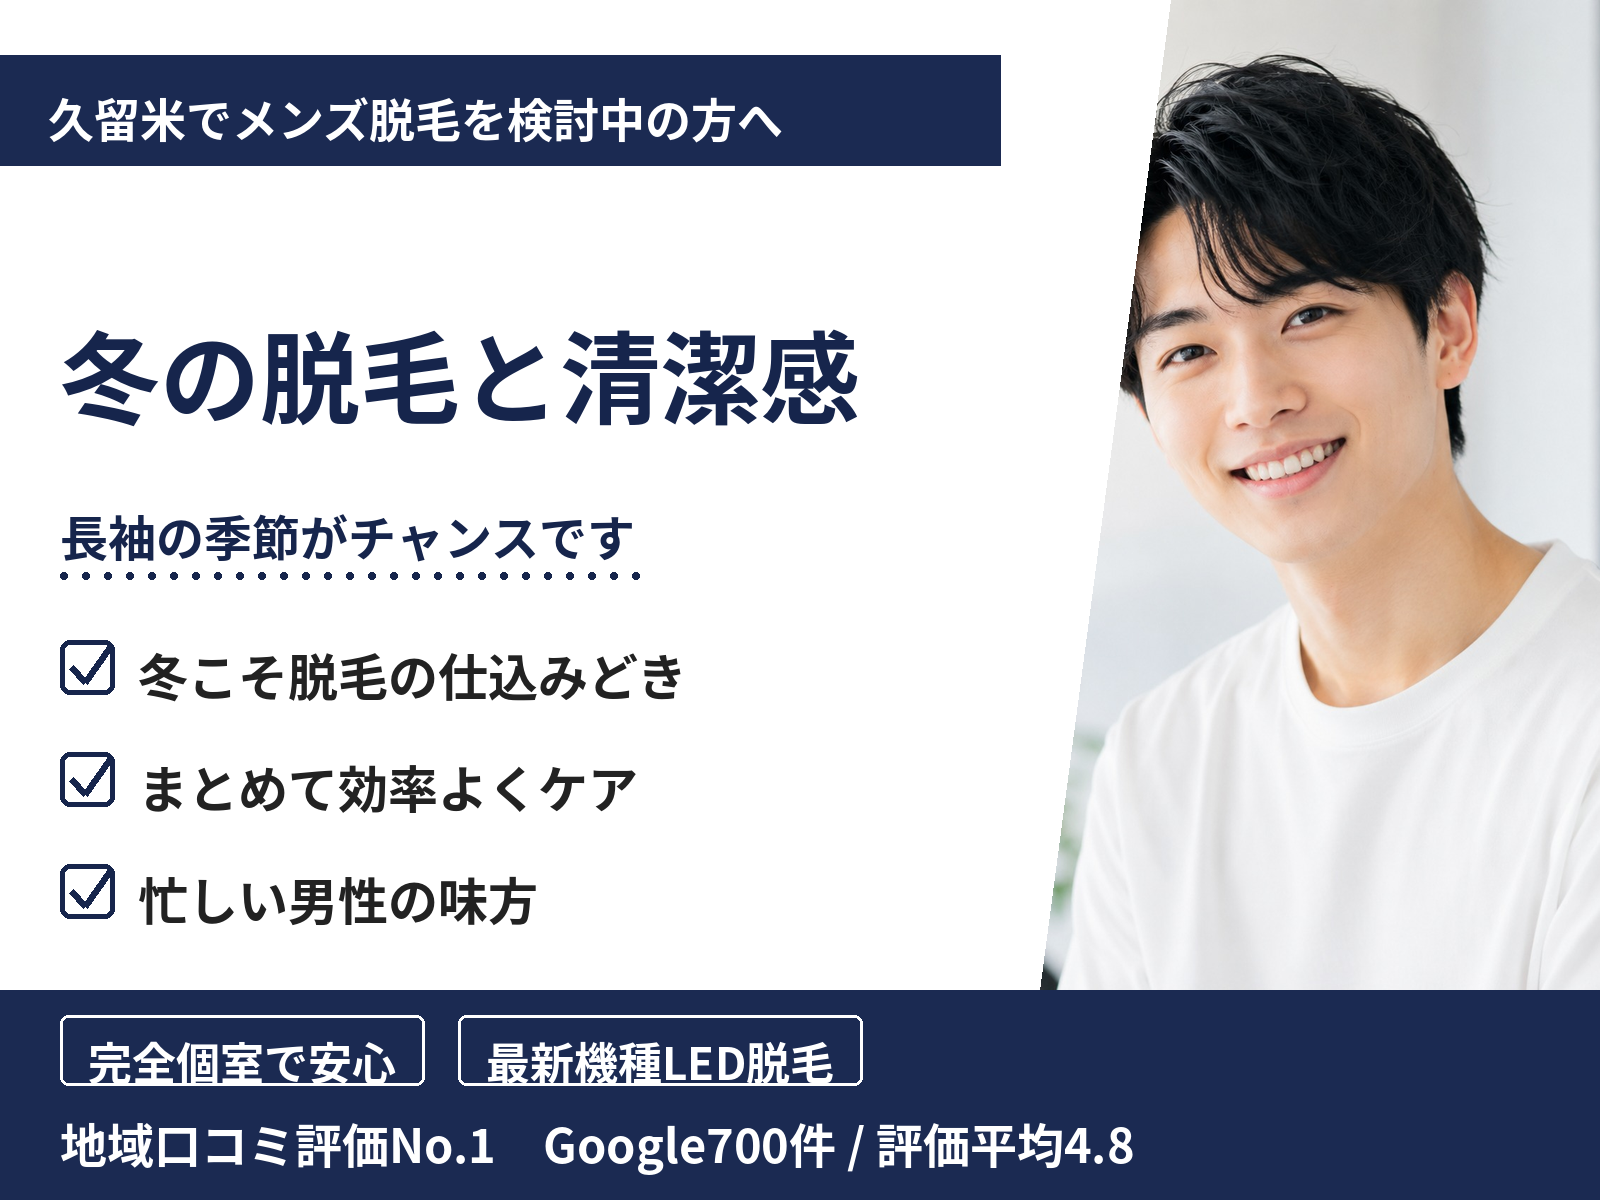 久留米でメンズ脱毛を検討中の方へ
冬の脱毛と清潔感
長袖の季節がチャンスです
冬こそ脱毛の仕込みどき
まとめて効率よくケア
忙しい男性の味方
完全個室で安心
最新機種LED脱毛
地域口コミ評価No.1　Google700件 / 評価平均4.8